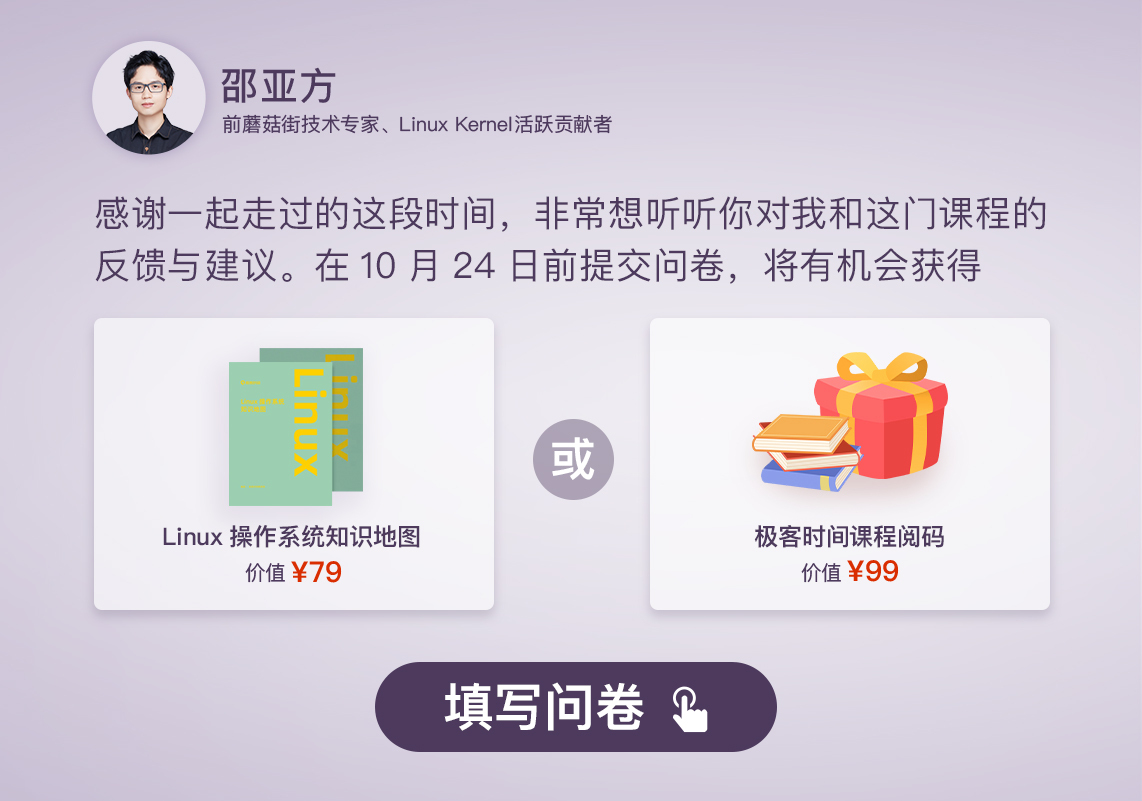 邵亚方
前蘑菇街技术专家、Linux Kernel活跃贡献者
感谢一起走过的这段时间，非常想听听你对我和这门课程的
反馈与建议。在 10 月 24 日前提交问卷，将有机会获得
Linux
Linux
或
Linux 操作系统知识地图
价值 ¥79
极客时间课程阅码
价值 ¥99
填写问卷